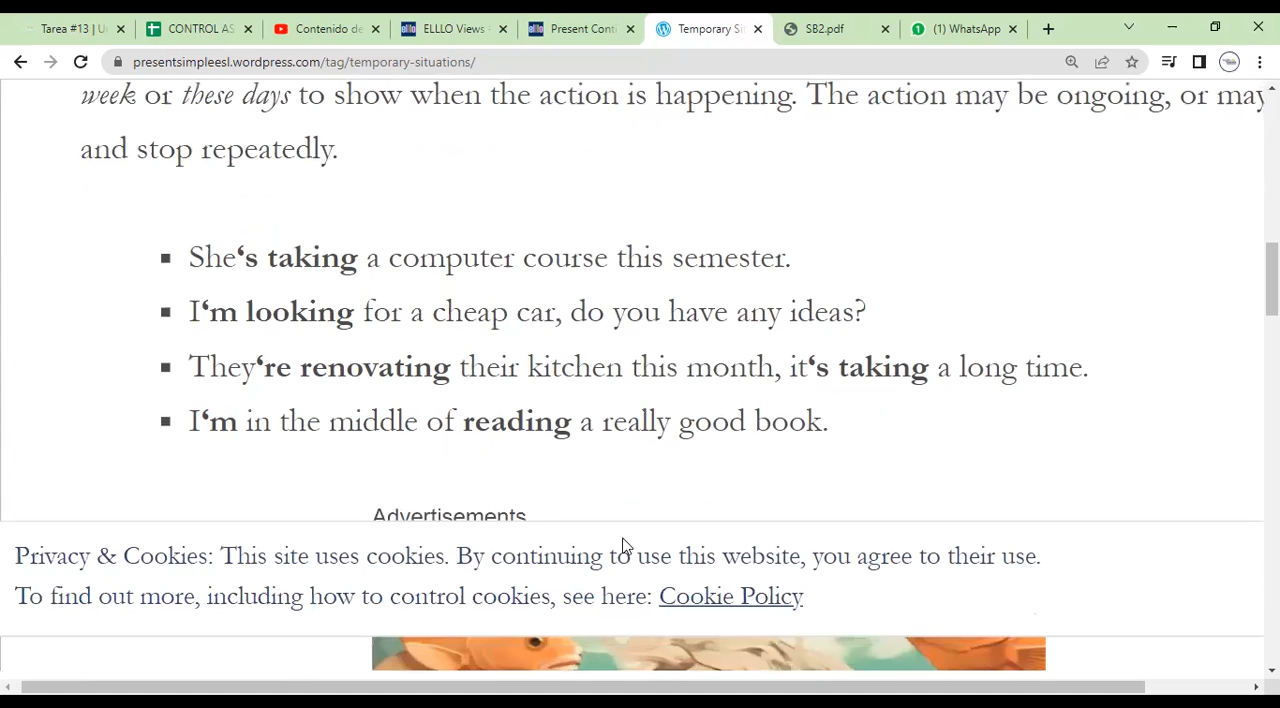 Tarea #13 | U
CONTROL AS
Contenido de
ELLLO Views -
Present Conti
Temporary Sit
SB2.pdf
(1) WhatsApp
presentsimpleesl.wordpress.com/tag/temporary-situations/
week or these days to show when the action is happening. The action may be ongoing, or may
and stop repeatedly.
▪ She‘s taking a computer course this semester.
▪ I‘m looking for a cheap car, do you have any ideas?
▪ They‘re renovating their kitchen this month, it‘s taking a long time.
▪ I‘m in the middle of reading a really good book.
Advertisements
Privacy & Cookies: This site uses cookies. By continuing to use this website, you agree to their use.
To find out more, including how to control cookies, see here: Cookie Policy